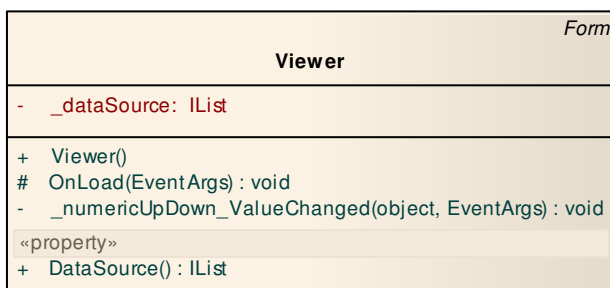 Form
Viewer
- _dataSource: IList
+ Viewer()
# OnLoad(EventArgs) : void
- _numericUpDown_ValueChanged(object, EventArgs) : void
«property»
+ DataSource() : IList